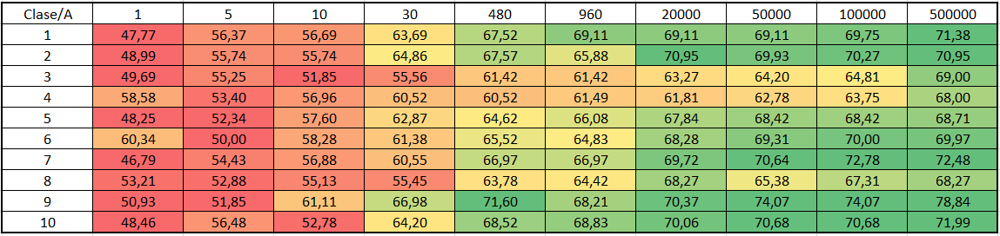 Clase/A 1 5 10 30 480 960 20000 50000 100000 500000
1 47,77 56,37 56,69 63,69 67,52 69,11 69,11 69,11 69,75 71,38
2 48,99 55,74 55,74 64,86 67,57 65,88 70,95 69,93 70,27 70,95
3 49,69 55,25 51,85 55,56 61,42 61,42 63,27 64,20 64,81 69,00
4 58,58 53,40 56,96 60,52 60,52 61,49 61,81 62,78 63,75 68,00
5 48,25 52,34 57,60 62,87 64,62 66,08 67,84 68,42 68,42 68,71
6 60,34 50,00 58,28 61,38 65,52 64,83 68,28 69,31 70,00 69,97
7 46,79 54,43 56,88 60,55 66,97 66,97 69,72 70,64 72,78 72,48
8 53,21 52,88 55,13 55,45 63,78 64,42 68,27 65,38 67,31 68,27
9 50,93 51,85 61,11 66,98 71,60 68,21 70,37 74,07 74,07 78,84
10 48,46 56,48 52,78 64,20 68,52 68,83 70,06 70,68 70,68 71,99